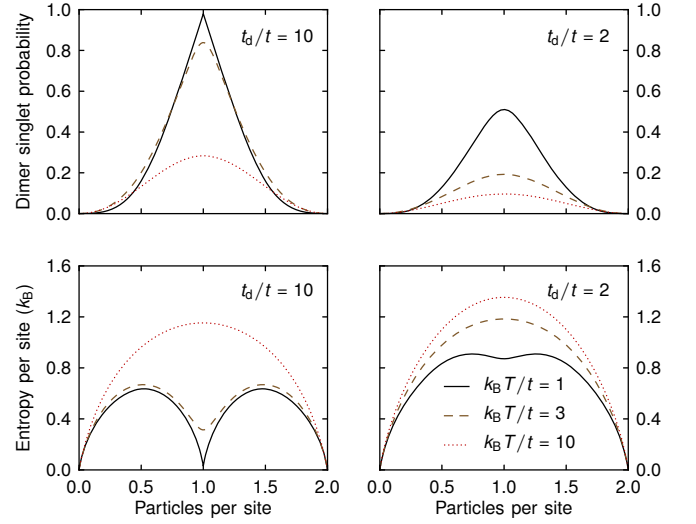 1.0
0.8
0.6
0.4
0.2
0.0
Dimer singlet probability
t_d/t = 10
t_d/t = 2
1.0
0.8
0.6
0.4
0.2
0.0
1.6
1.2
0.8
0.4
0.0
Entropy per site (k_B)
t_d/t = 10
t_d/t = 2
k_B T/t = 1
k_B T/t = 3
k_B T/t = 10
1.6
1.2
0.8
0.4
0.0
0.0 0.5 1.0 1.5 2.0
Particles per site
0.0 0.5 1.0 1.5 2.0
Particles per site